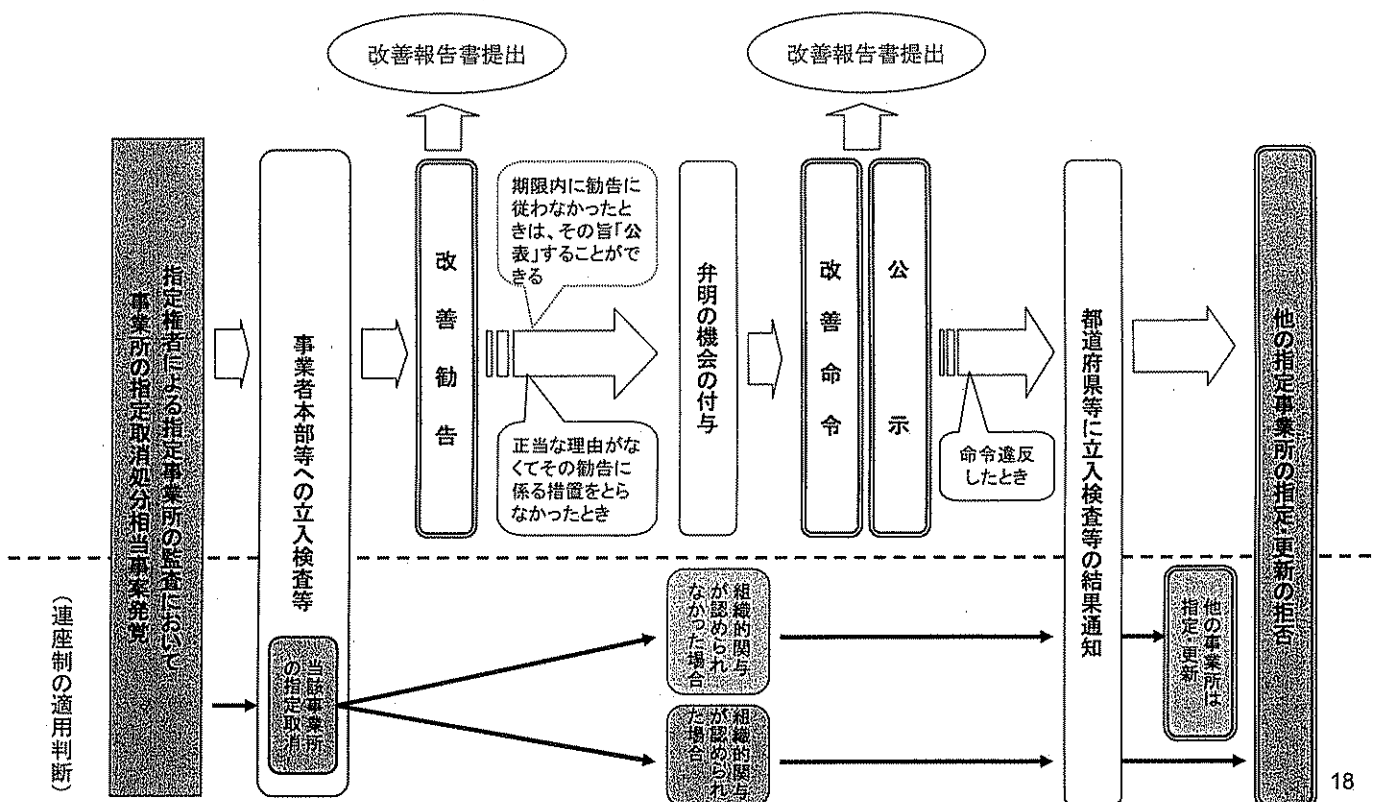 改善報告書提出
改善報告書提出
指定権者による指定事業所の監査において
事業所の指定取消処分相当事案発覚
事業者本部等への立入検査等
改善勧告
期限内に勧告に
従わなかったと
きは、その旨「公
表」することがで
きる
正当な理由がな
くてその勧告に
係る措置をとら
なかったとき
弁明の機会の付与
改善命令
公示
命令違反
したとき
都道府県等に立入検査等の結果通知
他の指定事業所の指定・更新の拒否
(連座制の適用判断)
当該事業所
の指定取消
組織的関与
が認められ
なかった場合
組織的関与
が認められ
た場合
他の事業所は
指定・更新
18